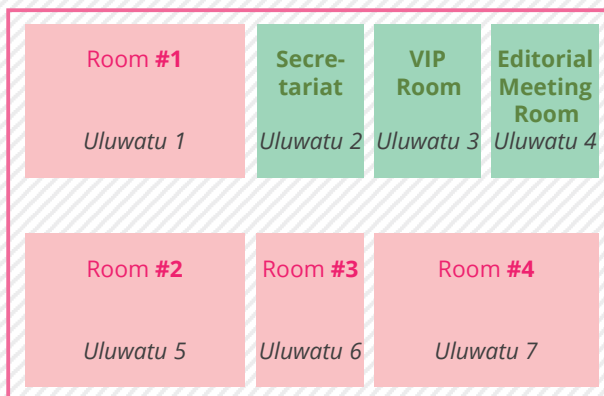 Room #1
Uluwatu 1
Secre-
tariat
Uluwatu 2
VIP
Room
Uluwatu 3
Editorial
Meeting
Room
Uluwatu 4
Room #2
Uluwatu 5
Room #3
Uluwatu 6
Room #4
Uluwatu 7